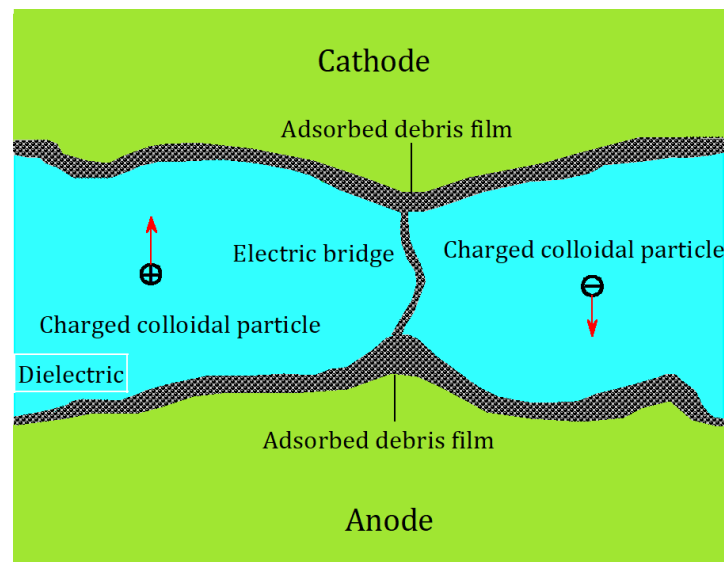 Cathode
Adsorbed debris film
Electric bridge
Charged colloidal particle
Charged colloidal particle
Dielectric
Adsorbed debris film
Anode